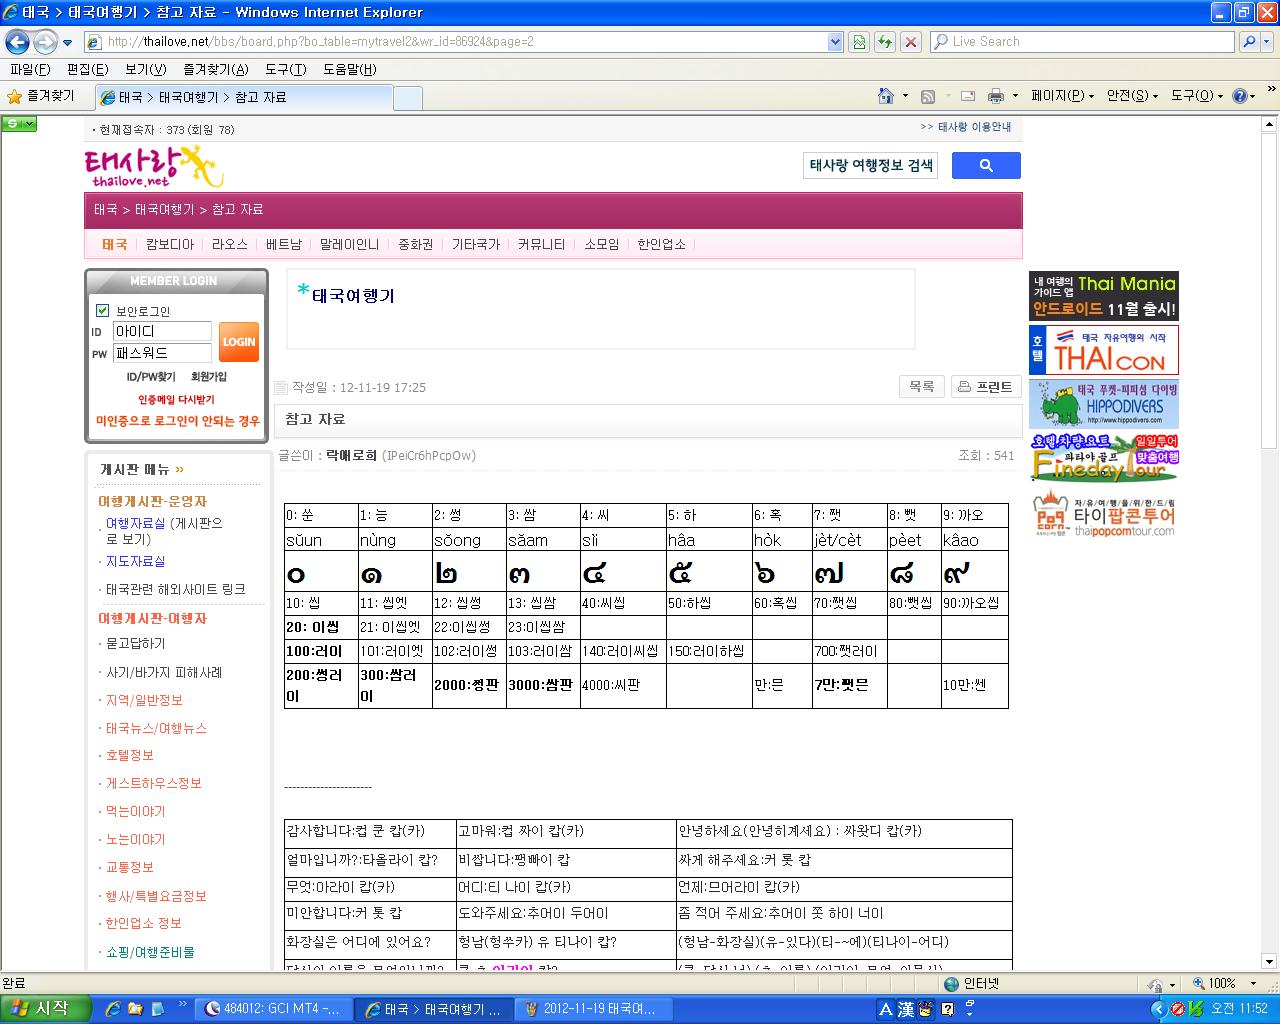 태국 > 태국여행기 > 참고 자료 - Windows Internet Explorer
http://thailove.net/bbs/board.php?bo_table=mytravel2&wr_id=86924&page=2
Live Search
파일(F) 편집(E) 보기(V) 즐겨찾기(A) 도구(T) 도움말(H)
즐겨찾기 태국 > 태국여행기 > 참고 자료 페이지(P) 안전(S) 도구(O)
· 현재접속자 : 373 (회원 78) >> 태사랑 이용안내
태사랑
thailove.net
태사랑 여행정보 검색
태국 > 태국여행기 > 참고 자료
태국 캄보디아 라오스 베트남 말레이인니 중화권 기타국가 커뮤니티 소모임 한인업소
MEMBER LOGIN
보안로그인
ID 아이디
PW 패스워드
LOGIN
ID/PW찾기 회원가입
인증메일 다시받기
미인증으로 로그인이 안되는 경우
게시판 메뉴 »
여행게시판-운영자
· 여행자료실 (게시판으로 보기)
· 지도자료실
· 태국관련 해외사이트 링크
여행게시판-여행자
· 묻고답하기
· 사기/바가지 피해사례
· 지역/일반정보
· 태국뉴스/여행뉴스
· 호텔정보
· 게스트하우스정보
· 먹는이야기
· 노는이야기
· 교통정보
· 행사/특별요금정보
· 한인업소 정보
· 쇼핑/여행준비물
*태국여행기
작성일 : 12-11-19 17:25
목록 프린트
참고 자료
글쓴이 : 락애로희 (IPeiCr6hPcpOw) 조회 : 541
0: 쑨 1: 능 2: 썽 3: 쌈 4: 씨 5: 하 6: 혹 7: 쨋 8: 뺏 9: 까오
sǔun nùng sǒong sǎam sìi hâa hòk jèt/cèt pèet kâao
๐ ๑ ๒ ๓ ๔ ๕ ๖ ๗ ๘ ๙
10: 씹 11: 씹엣 12: 씹썽 13: 씹쌈 40:씨씹 50:하씹 60:혹씹 70:쨋씹 80:뺏씹 90:까오씹
20: 이씹 21: 이씹엣 22:이씹썽 23:이씹쌈
100:러이 101:러이엣 102:러이썽 103:러이쌈 140:러이씨씹 150:러이하씹 700:쨋러이
200:썽러이 300:쌈러이 2000:썽판 3000:쌈판 4000:씨판 만:믄 7만:쨋믄 10만:쎈
----------------------
감사합니다:컵 쿤 캅(카) 고마워:컵 짜이 캅(카) 안녕하세요(안녕히계세요) : 싸왓디 캅(카)
얼마입니까?:타올라이 캅? 비쌉니다:팽빠이 캅 싸게 해주세요:커 롯 캅
무엇:아라이 캅(카) 어디:티 나이 캅(카) 언제:므어라이 캅(카)
미안합니다:커 톳 캅 도와주세요:추어이 두어이 좀 적어 주세요:추어이 쯧 하이 너이
화장실은 어디에 있어요? 헝남(헝쑤카) 유 티나이 캅? (헝남-화장실)(유-있다)(티-~에)(티나이-어디)
내 여행의 가이드 앱 Thai Mania
안드로이드 11월 출시!
호텔 태국 자유여행의 시작
THAI CON
태국 푸켓-피피섬 다이빙
HIPPODIVERS
http://www.hippodivers.com
호텔.차량.요트 일일투어
파타야 골프 맞춤여행
Finedaytour
자|유|여|행|을|위|한|드|림
Popcorn 타이팝콘투어
thaipopcorntour.com
완료 인터넷 100%
시작 484012: GCI MT4 -... 태국 > 태국여행기 ... 2012-11-19 태국여... A 漢 오전 11:52